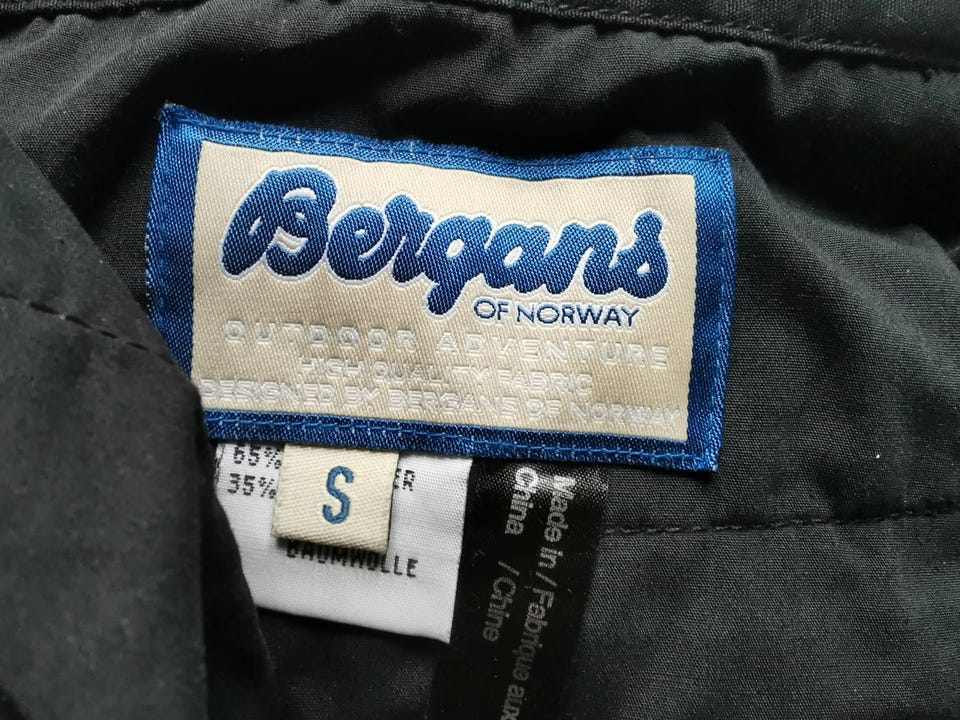 Bergans
OF NORWAY
OUTDOOR ADVENTURE
HIGH QUALITY FABRIC
DESIGNED BY BERGANS OF NORWAY
65%
35%
ER
S
BAUMWOLLE
Made in / Fabrique aux
China / Chine